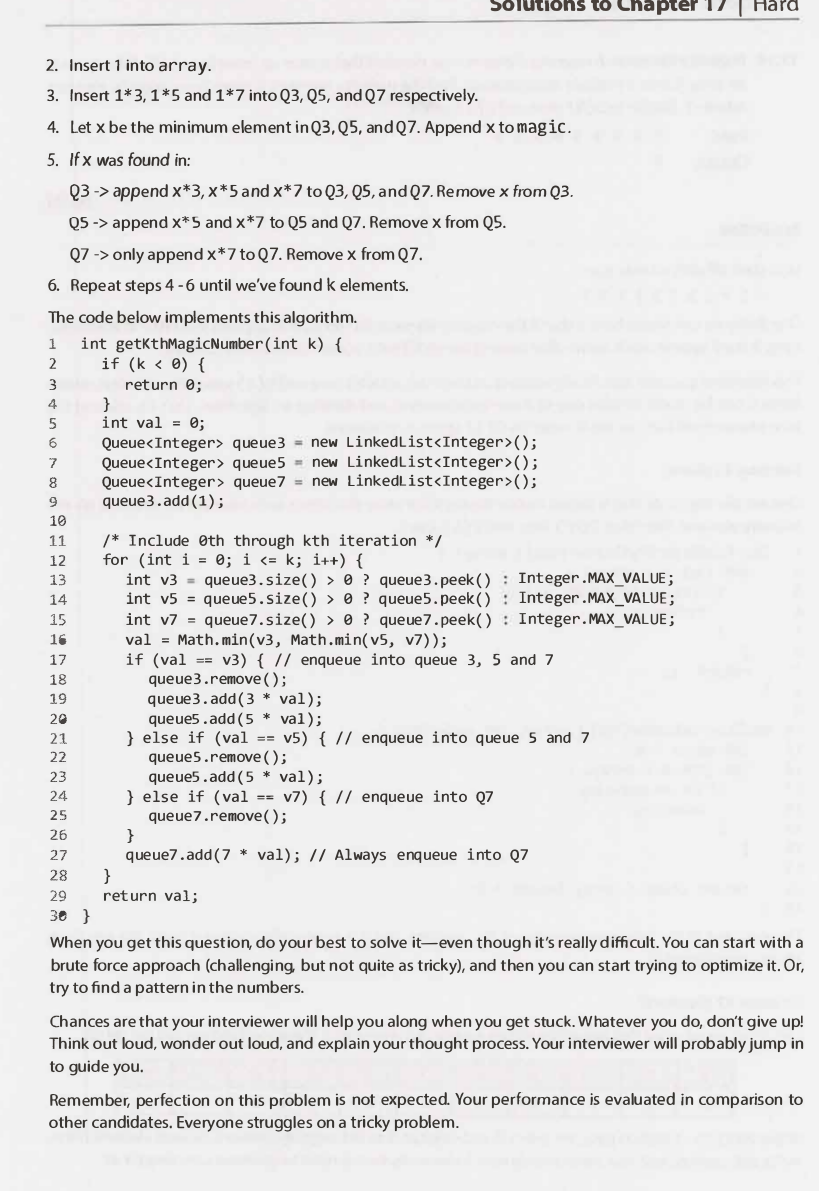 Solutions to Chapter 17 | Hard
2. Insert 1 into array.
3. Insert 1*3, 1*5 and 1*7 into Q3, Q5, and Q7 respectively.
4. Let x be the minimum element in Q3, Q5, and Q7. Append x to magic.
5. If x was found in:
Q3 -> append x*3, x*5 and x*7 to Q3, Q5, and Q7. Remove x from Q3.
Q5 -> append x*5 and x*7 to Q5 and Q7. Remove x from Q5.
Q7 -> only append x*7 to Q7. Remove x from Q7.
6. Repeat steps 4 - 6 until we've found k elements.
The code below implements this algorithm.
1 int getKthMagicNumber(int k) {
2 if (k < 0) {
3 return 0;
4 }
5 int val = 0;
6 Queue<Integer> queue3 = new LinkedList<Integer>();
7 Queue<Integer> queue5 = new LinkedList<Integer>();
8 Queue<Integer> queue7 = new LinkedList<Integer>();
9 queue3.add(1);
10
11 /* Include 0th through kth iteration */
12 for (int i = 0; i <= k; i++) {
13 int v3 = queue3.size() > 0 ? queue3.peek() : Integer.MAX_VALUE;
14 int v5 = queue5.size() > 0 ? queue5.peek() : Integer.MAX_VALUE;
15 int v7 = queue7.size() > 0 ? queue7.peek() : Integer.MAX_VALUE;
16 val = Math.min(v3, Math.min(v5, v7));
17 if (val == v3) { // enqueue into queue 3, 5 and 7
18 queue3.remove();
19 queue3.add(3 * val);
20 queue5.add(5 * val);
21 } else if (val == v5) { // enqueue into queue 5 and 7
22 queue5.remove();
23 queue5.add(5 * val);
24 } else if (val == v7) { // enqueue into Q7
25 queue7.remove();
26 }
27 queue7.add(7 * val); // Always enqueue into Q7
28 }
29 return val;
30 }
When you get this question, do your best to solve it—even though it's really difficult. You can start with a
brute force approach (challenging, but not quite as tricky), and then you can start trying to optimize it. Or,
try to find a pattern in the numbers.
Chances are that your interviewer will help you along when you get stuck. Whatever you do, don't give up!
Think out loud, wonder out loud, and explain your thought process. Your interviewer will probably jump in
to guide you.
Remember, perfection on this problem is not expected. Your performance is evaluated in comparison to
other candidates. Everyone struggles on a tricky problem.